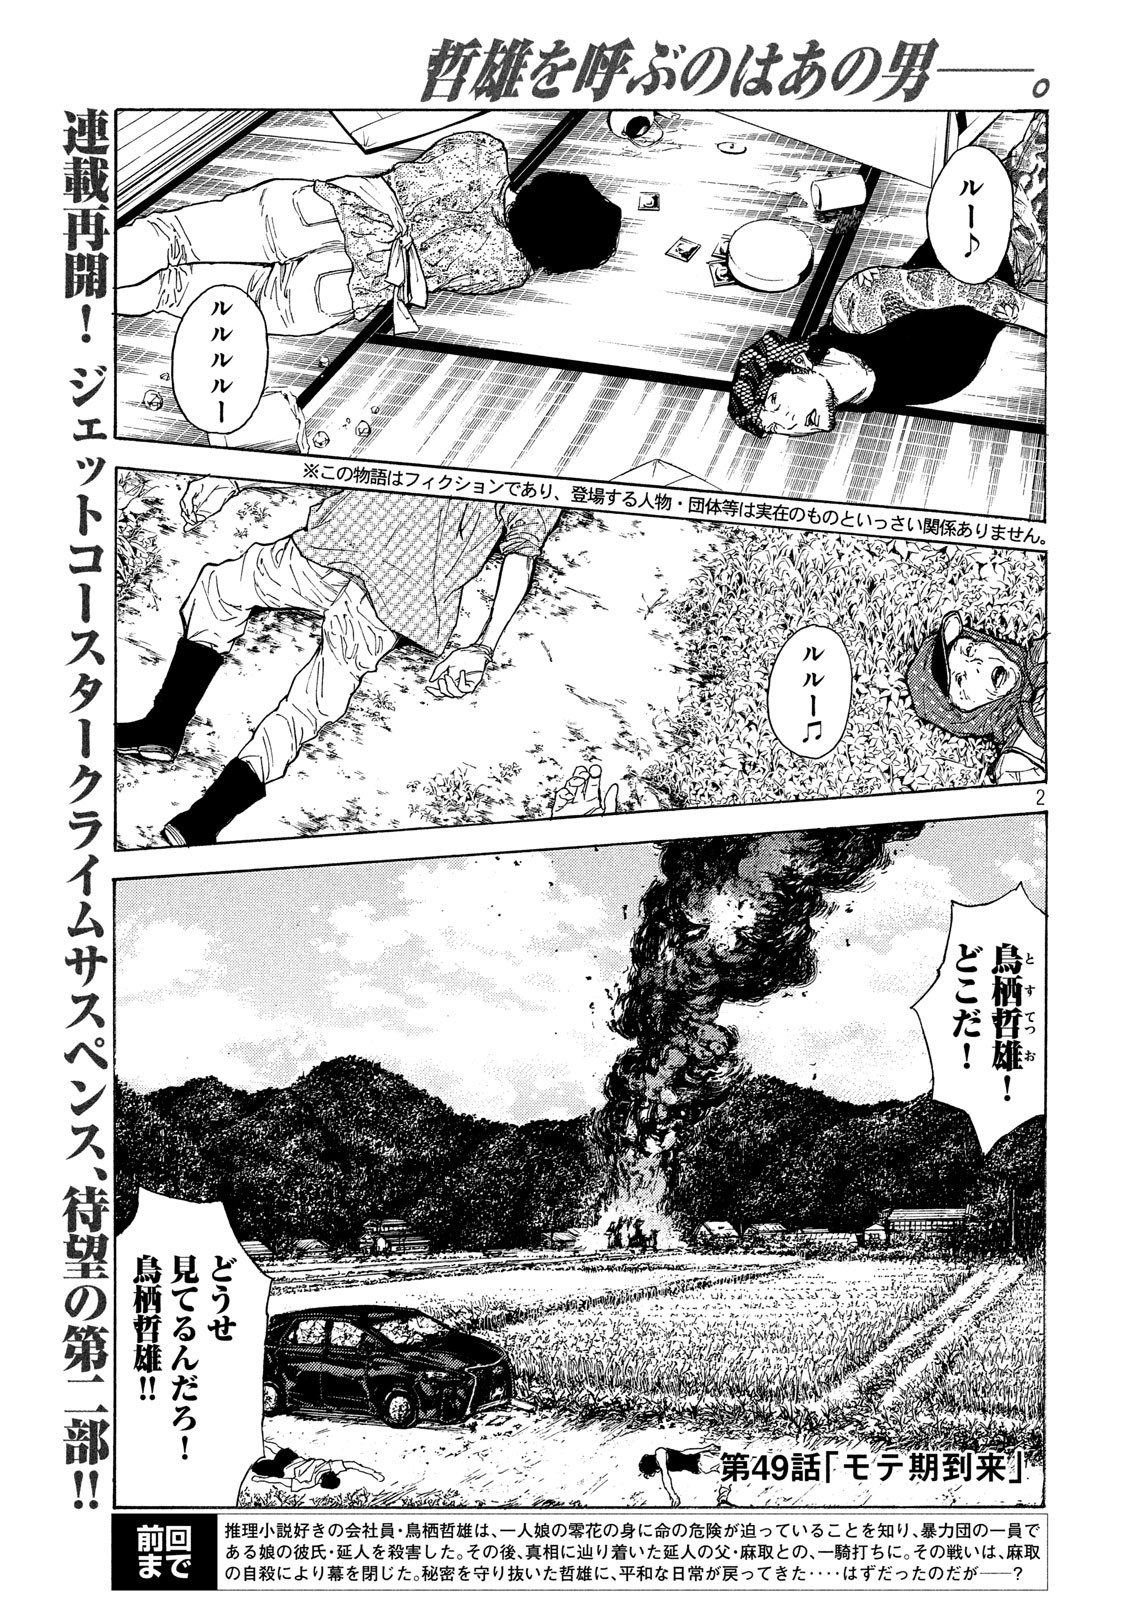 哲雄を呼ぶのはあの男――。
連載再開！ ジェットコースタークライムサスペンス、待望の第二部!!
ルー♪
ルルルルー
※この物語はフィクションであり、登場する人物・団体等は実在のものといっさい関係ありません。
ルルー♫
2
鳥栖哲雄！
とすてつお
どこだ！
どうせ
見てるんだろ！
鳥栖哲雄!!
第49話「モテ期到来」
前回
まで
推理小説好きの会社員・鳥栖哲雄は、一人娘の零花の身に命の危険が迫っていることを知り、暴力団の一員で
ある娘の彼氏・延人を殺害した。その後、真相に辿り着いた延人の父・麻取との、一騎打ちに。その戦いは、麻取
の自殺により幕を閉じた。秘密を守り抜いた哲雄に、平和な日常が戻ってきた‥‥はずだったのだが――？